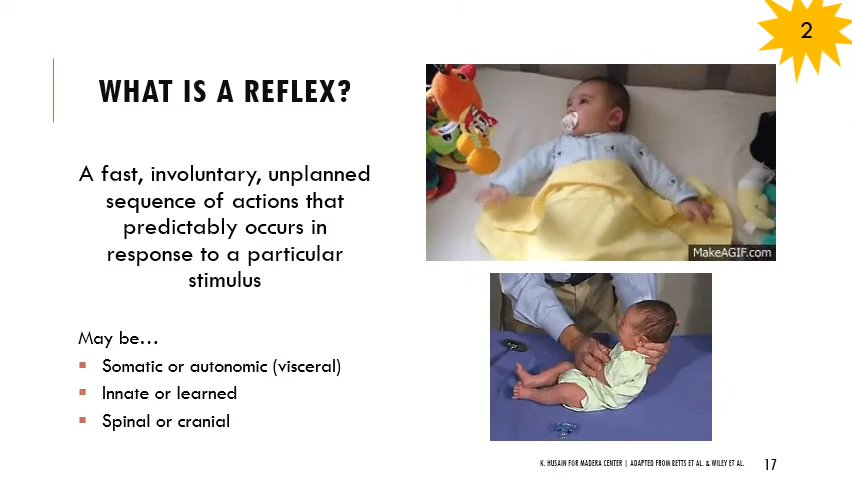 2
WHAT IS A REFLEX?
A fast, involuntary, unplanned
sequence of actions that
predictably occurs in
response to a particular
stimulus
May be…
▪ Somatic or autonomic (visceral)
▪ Innate or learned
▪ Spinal or cranial
MakeAGIF.com
K. HUSAIN FOR MADERA CENTER | ADAPTED FROM BETTS ET AL. & WILEY ET AL.
17